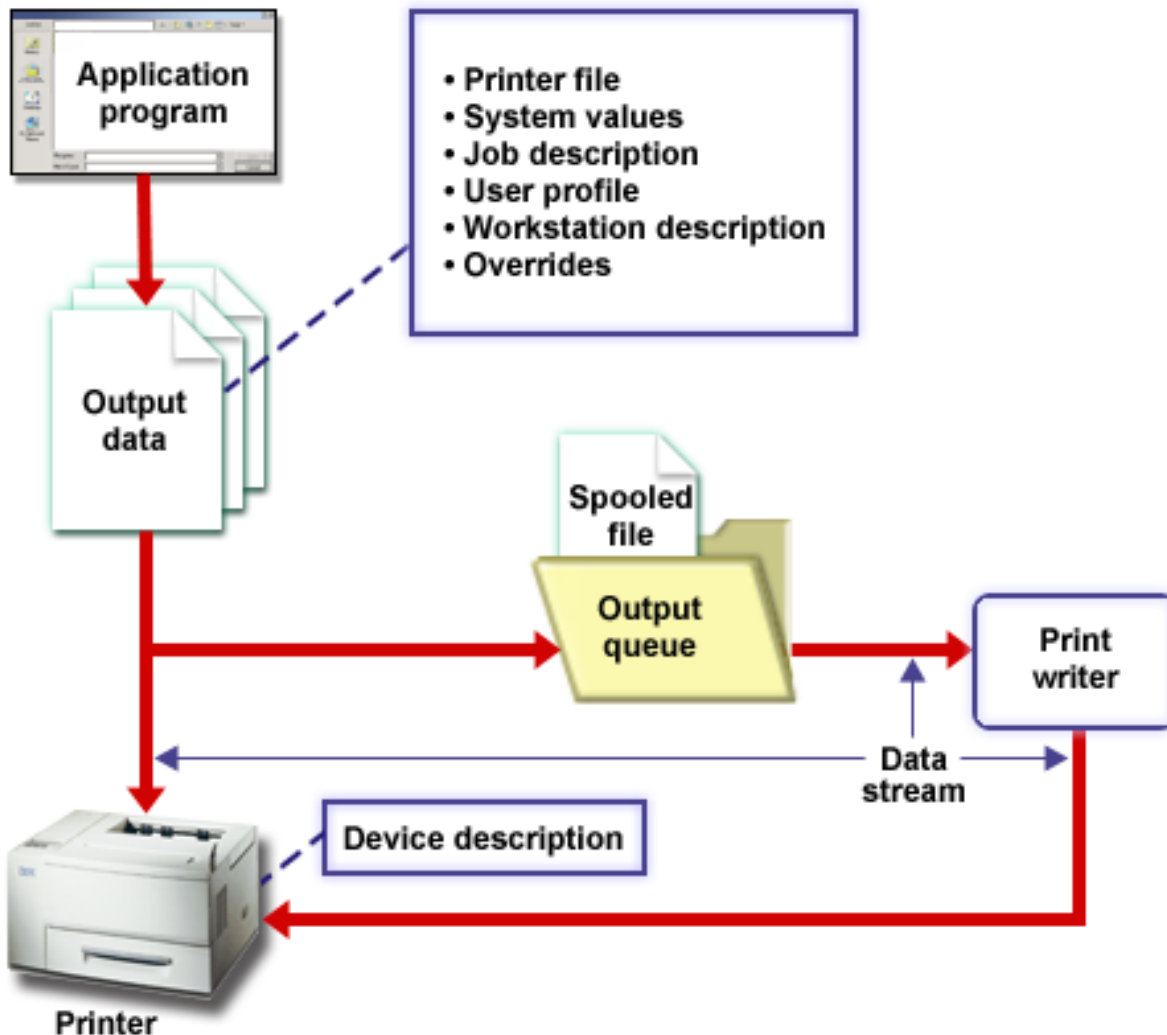 Application
program
• Printer file
• System values
• Job description
• User profile
• Workstation description
• Overrides
Output
data
Spooled
file
Output
queue
Print
writer
Data
stream
Device description
IBM
Printer